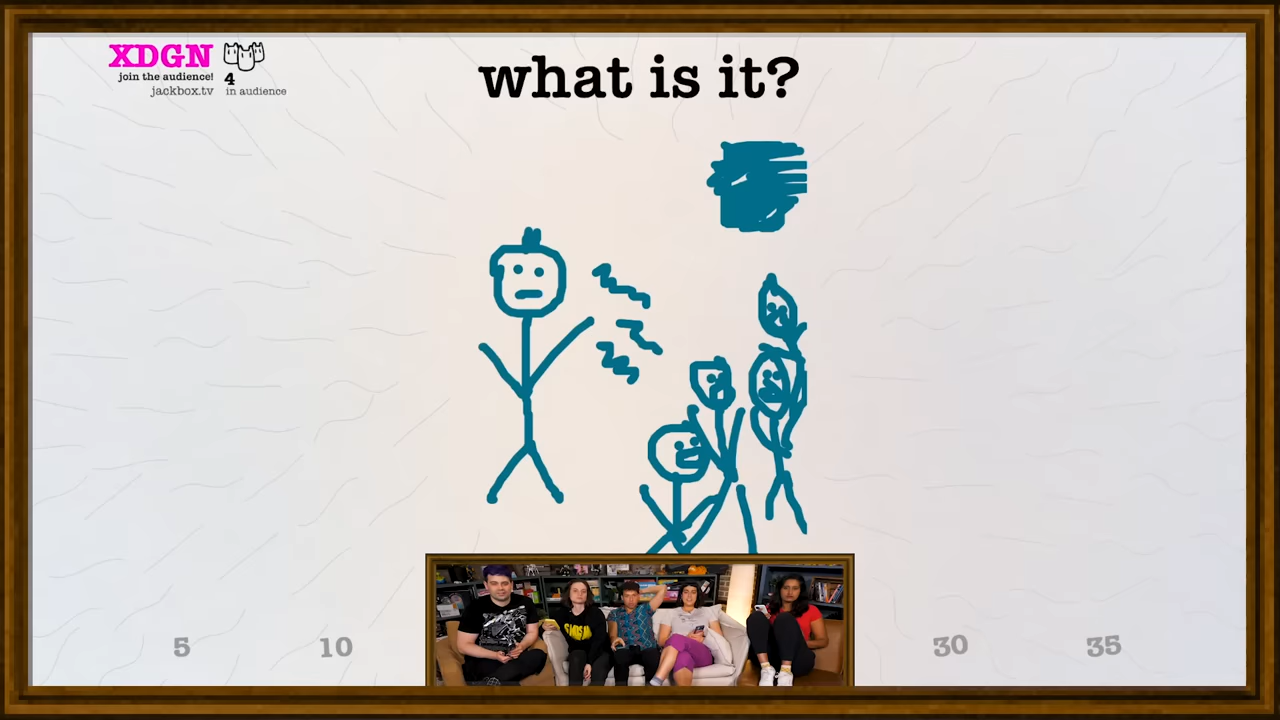 XDGN
join the audience!
jackbox.tv
4
in audience
what is it?
5 10 30 35